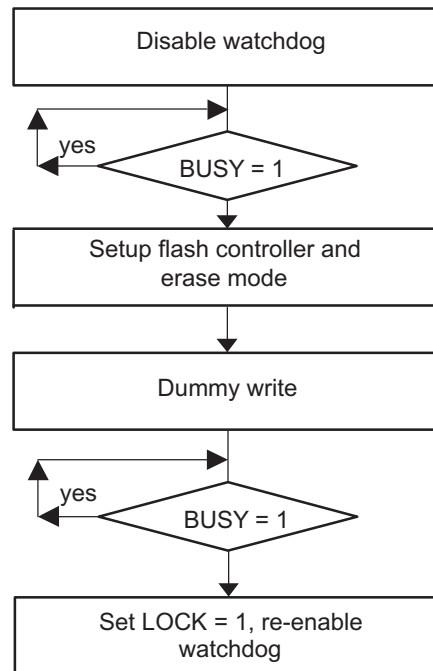 Disable watchdog
yes
BUSY = 1
Setup flash controller and
erase mode
Dummy write
yes
BUSY = 1
Set LOCK = 1, re-enable
watchdog